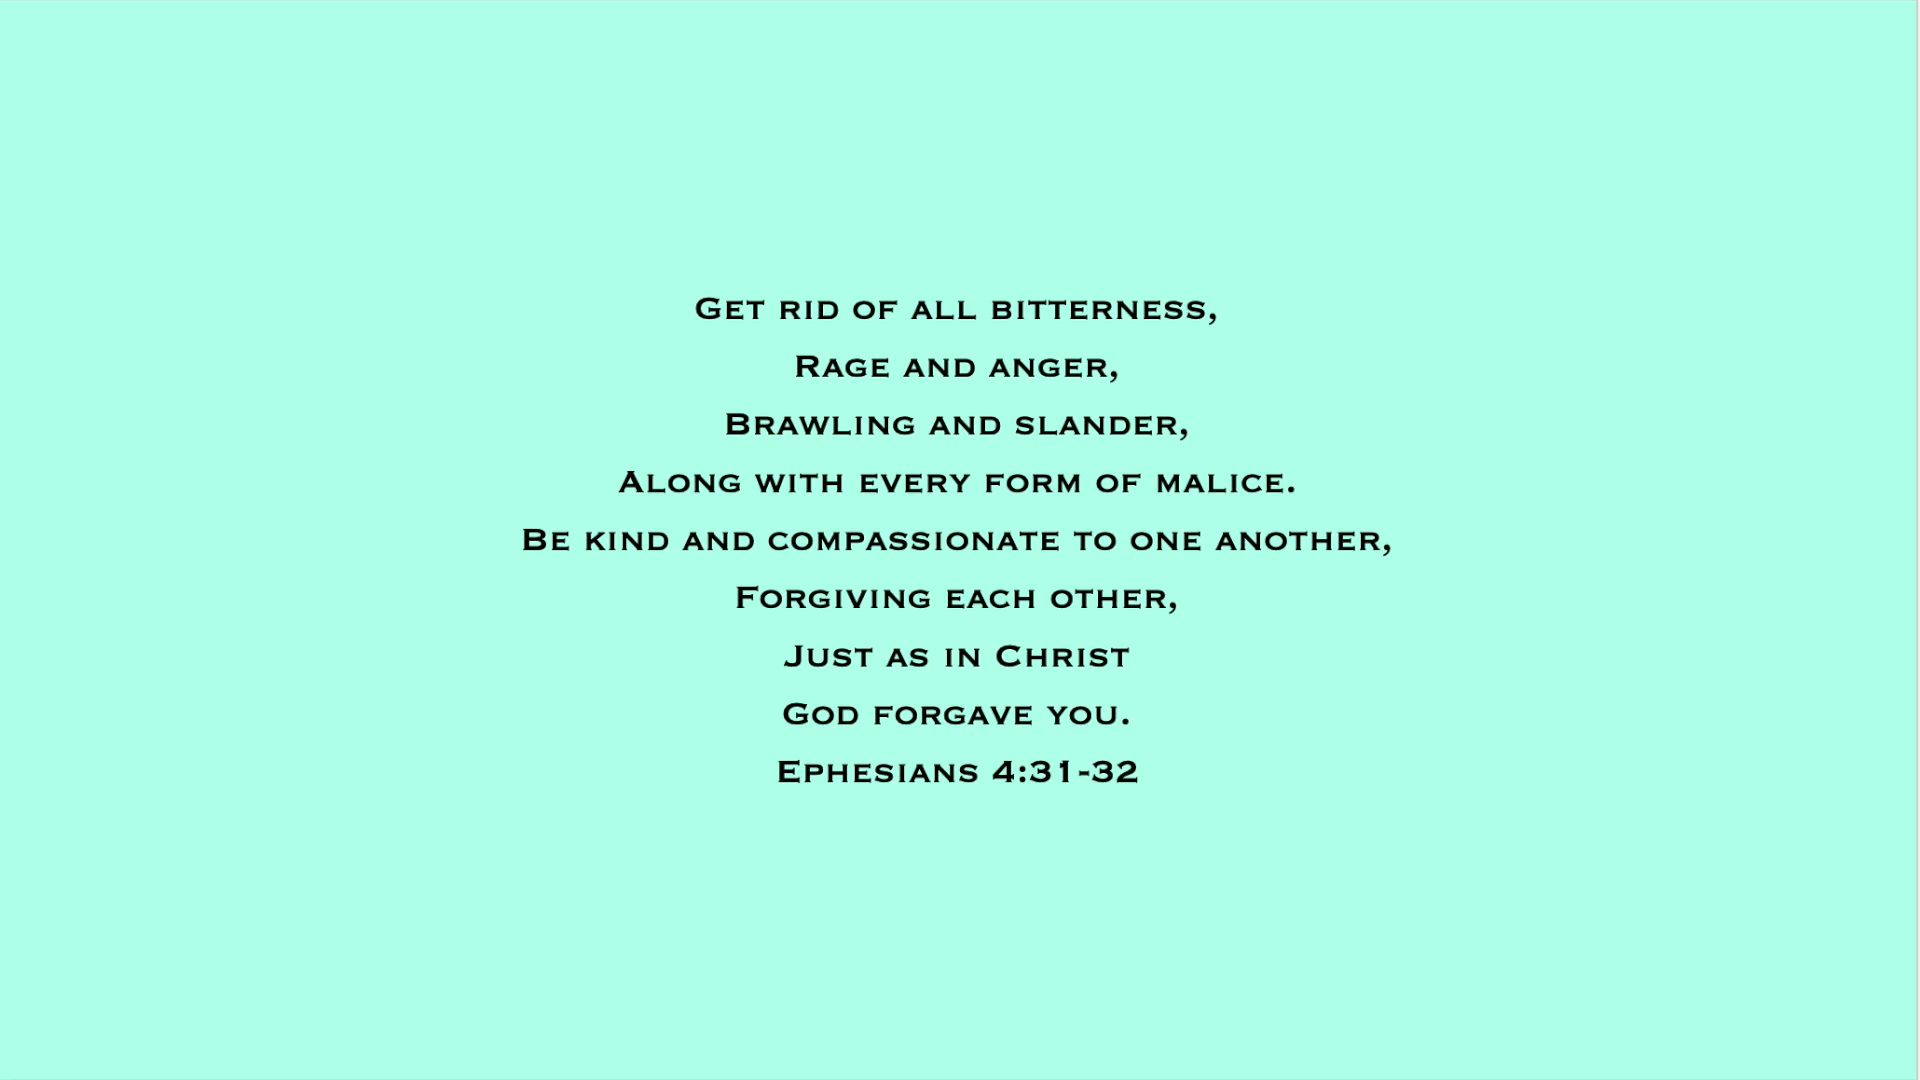 Get rid of all bitterness,
Rage and anger,
Brawling and slander,
Along with every form of malice.
Be kind and compassionate to one another,
Forgiving each other,
Just as in Christ
God forgave you.
Ephesians 4:31-32